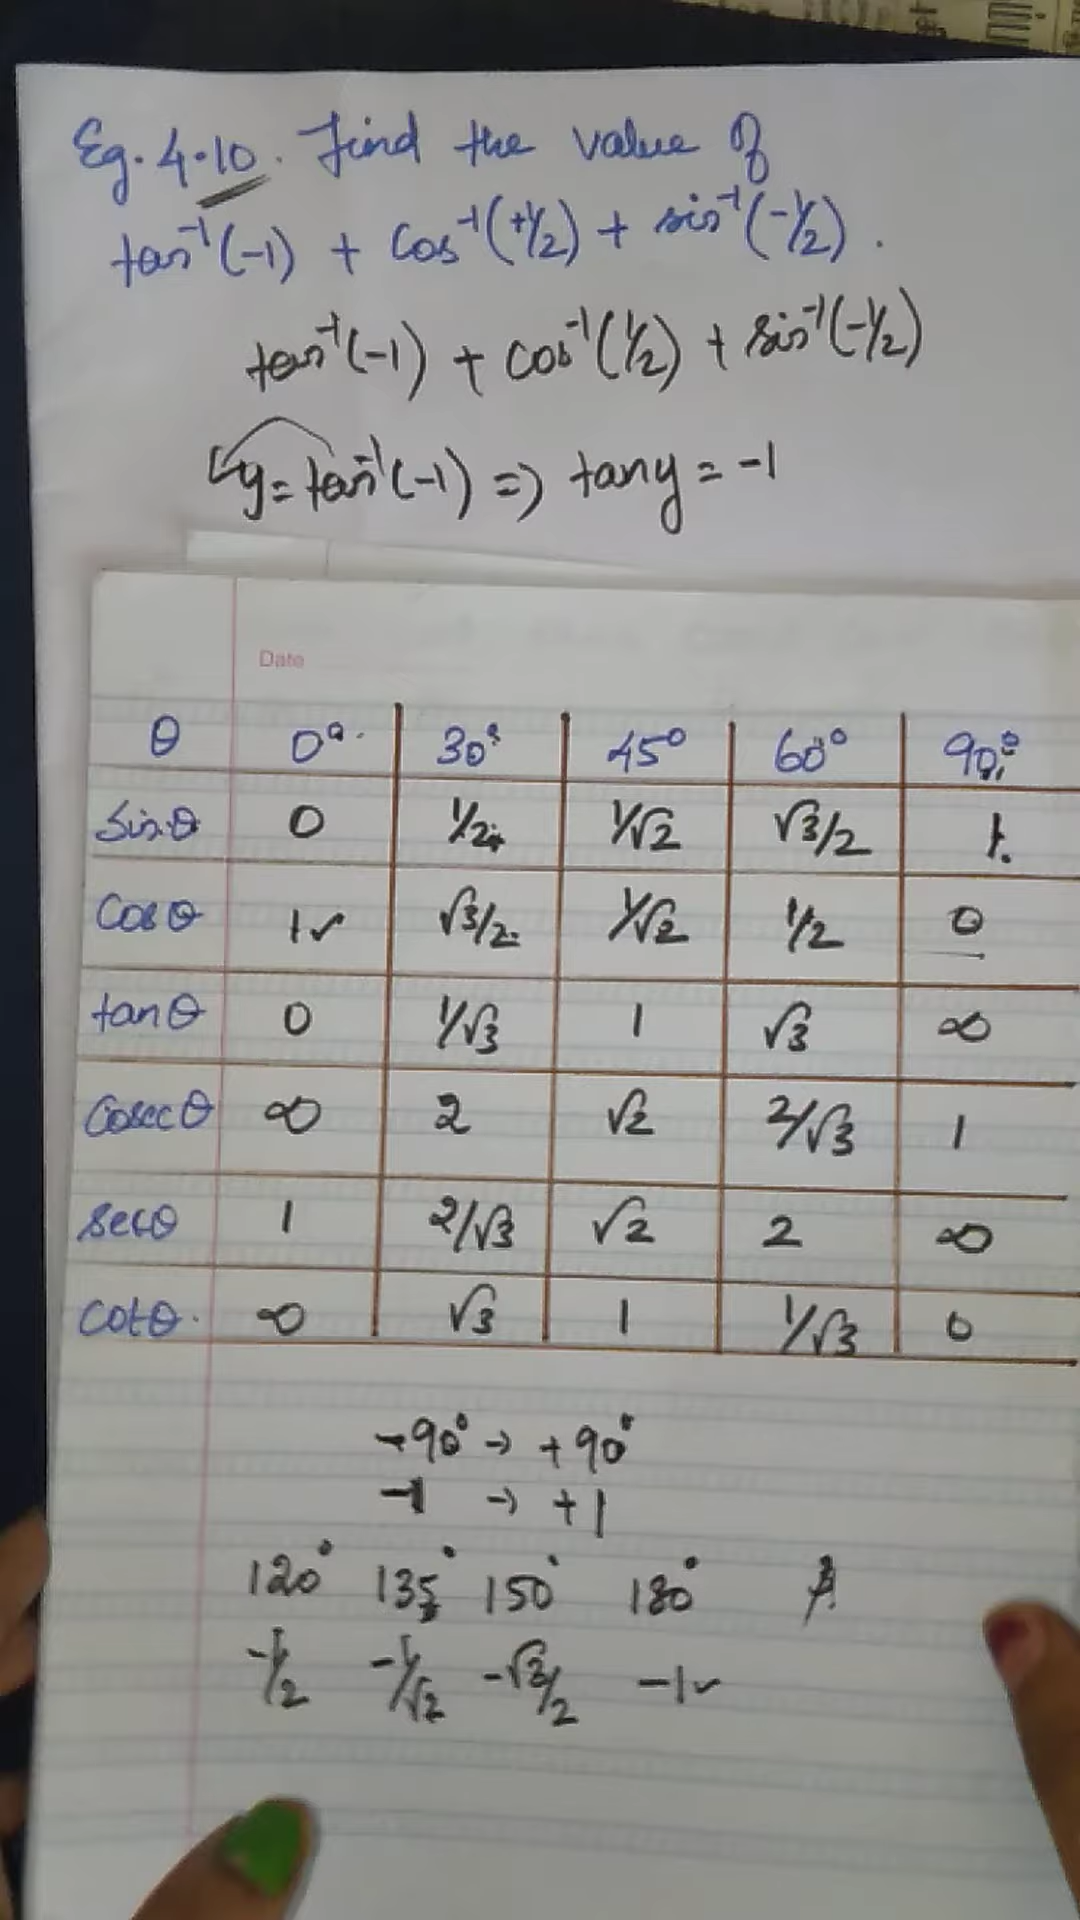 Eg. 4.10. Find the value of
tan⁻¹(-1) + Cos⁻¹(+1/2) + sin⁻¹(-1/2).
tan⁻¹(-1) + cos⁻¹(1/2) + sin⁻¹(-1/2)
y = tan⁻¹(-1) => tan y = -1
Date
θ 0° 30° 45° 60° 90°
Sinθ 0 1/2 1/√2 √3/2 1
Cosθ 1✓ √3/2 1/√2 1/2 0
tanθ 0 1/√3 1 √3 ∞
Cosecθ ∞ 2 √2 2/√3 1
secθ 1 2/√3 √2 2 ∞
Cotθ ∞ √3 1 1/√3 0
-90° → +90°
-1 → +1
120° 135° 150° 180°
-1/2 -1/√2 -√3/2 -1✓